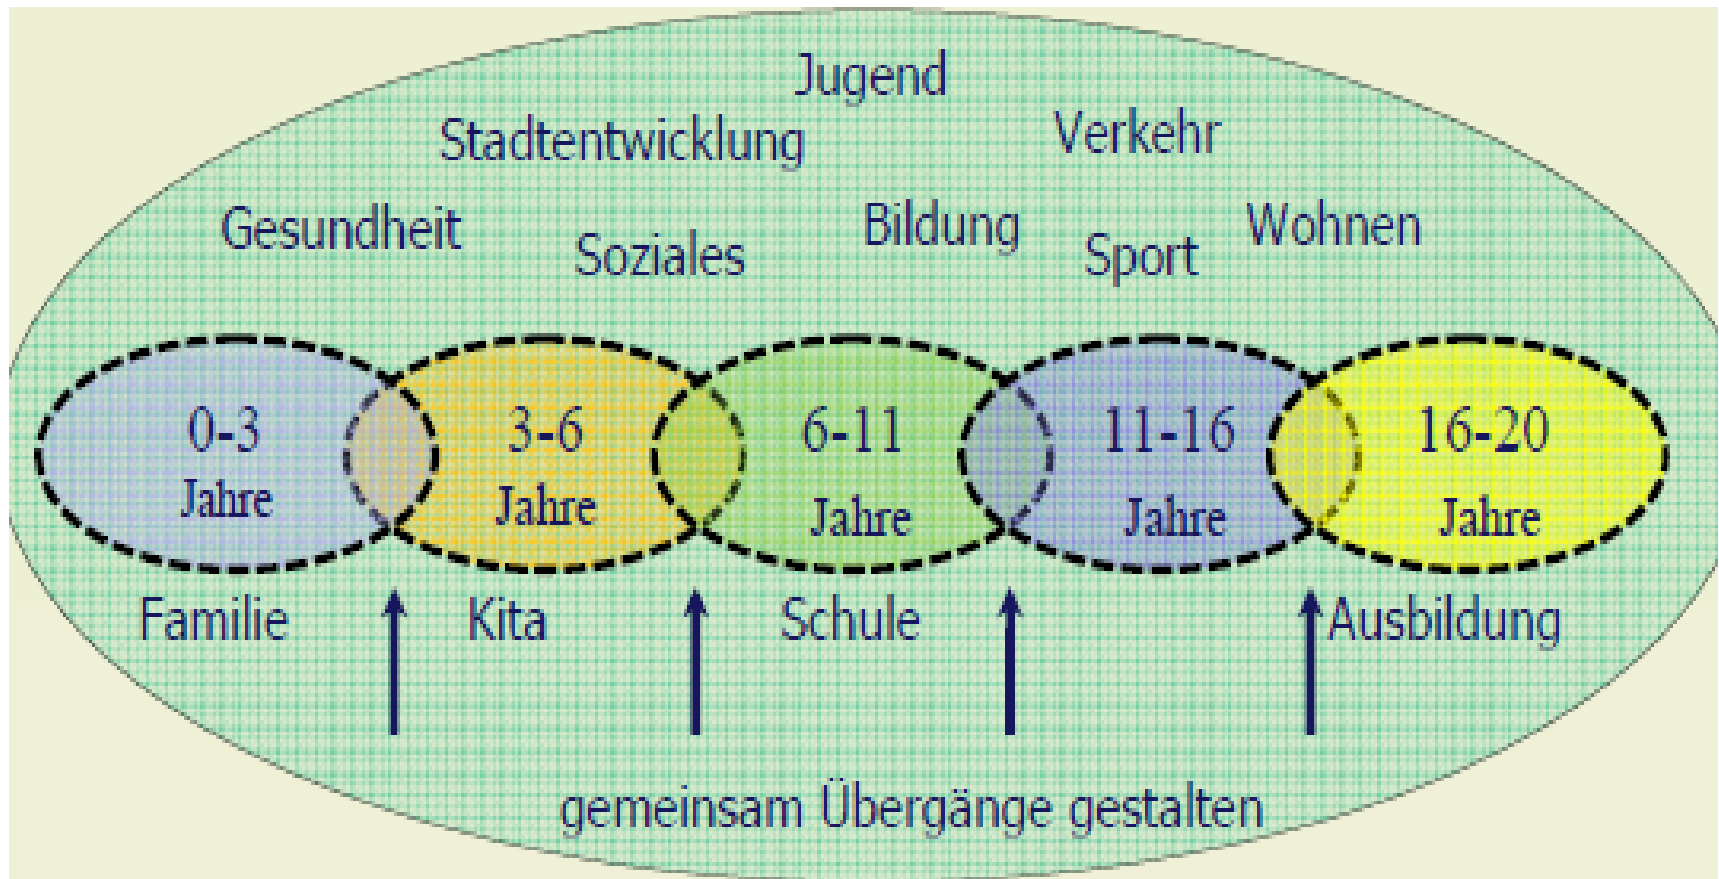 Jugend
Stadtentwicklung Verkehr
Gesundheit Soziales Bildung Sport Wohnen
0-3 3-6 6-11 11-16 16-20
Jahre Jahre Jahre Jahre Jahre
Familie Kita Schule Ausbildung
gemeinsam Übergänge gestalten